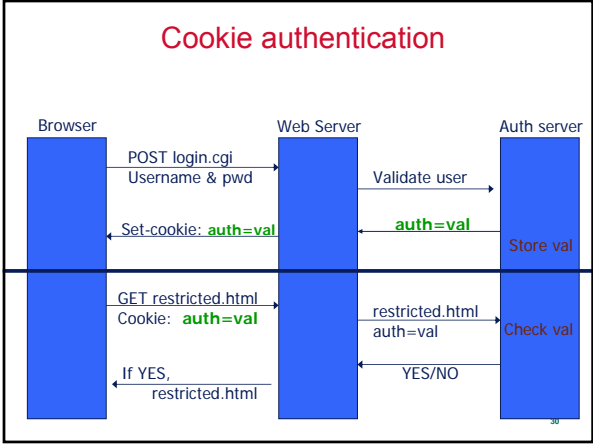 Cookie authentication
Browser
Web Server
Auth server
POST login.cgi
Username & pwd
Validate user
Set-cookie: auth=val
auth=val
Store val
GET restricted.html
Cookie: auth=val
restricted.html
auth=val
Check val
If YES,
restricted.html
YES/NO
30